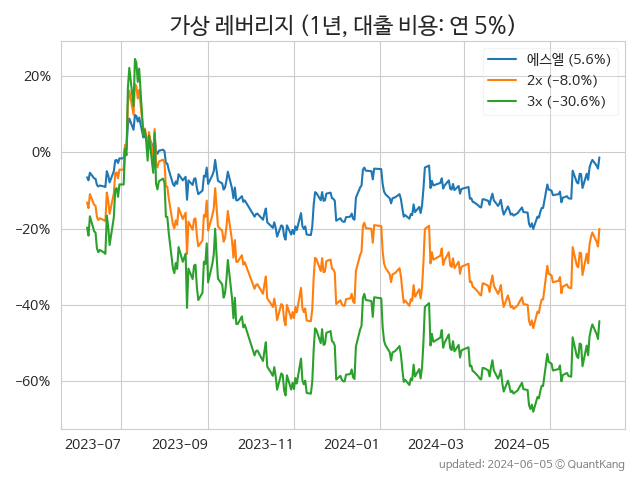 가상 레버리지 (1년, 대출 비용: 연 5%)
에스엘 (5.6%)
2x (−8.0%)
3x (−30.6%)
20%
0%
−20%
−40%
−60%
2023-07 2023-09 2023-11 2024-01 2024-03 2024-05
updated: 2024-06-05 © QuantKang